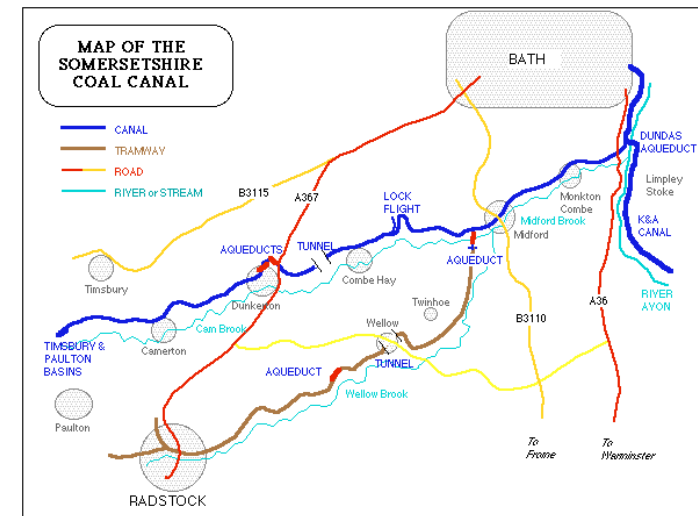 MAP OF THE
SOMERSETSHIRE
COAL CANAL
BATH
CANAL
TRAMWAY
ROAD
RIVER or STREAM
DUNDAS
AQUEDUCT
Limpley
Stoke
Monkton
Combe
K&A
CANAL
B3115
A367
LOCK
FLIGHT
Midford Brook
Midford
AQUEDUCTS
TUNNEL
AQUEDUCT
Combe Hay
Timsbury
Dunkerton
RIVER
AVON
Twinhoe
A36
B3110
Cam Brook
Wellow
TIMSBURY &
PAULTON
BASINS
Camerton
TUNNEL
AQUEDUCT
Wellow Brook
Paulton
To
Frome
To
Warminster
RADSTOCK